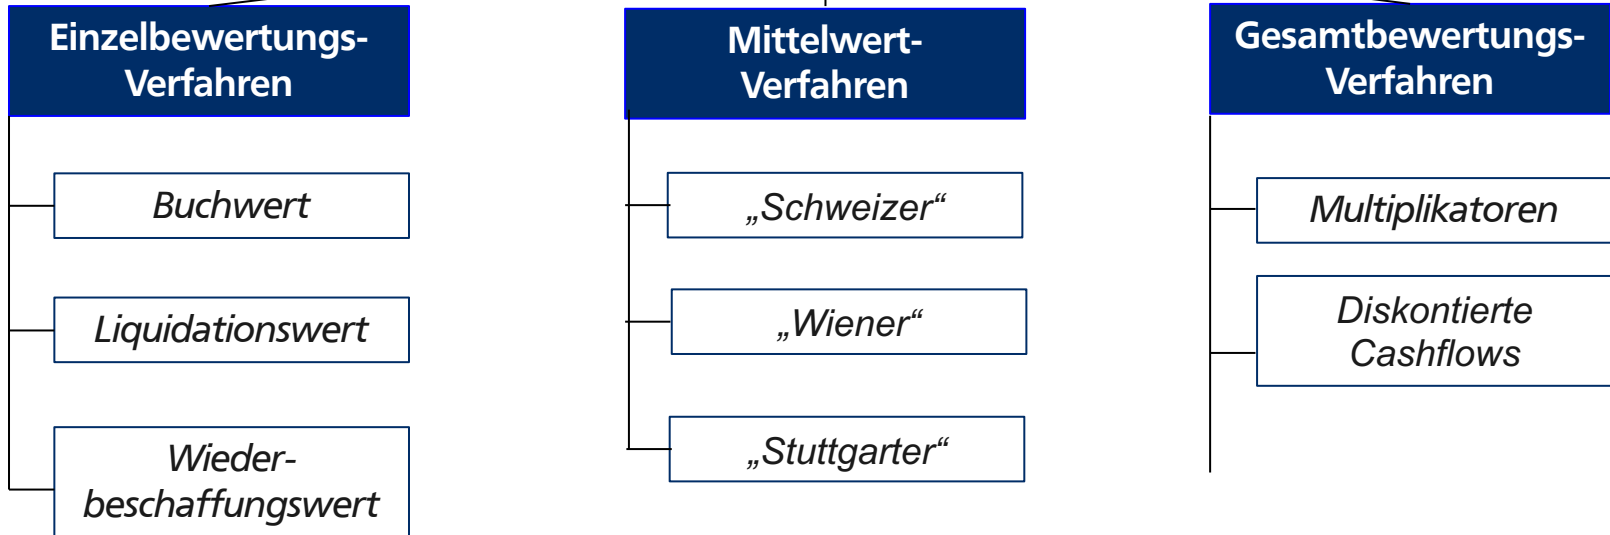 Einzelbewertungs-
Verfahren
Buchwert
Liquidationswert
Wieder-
beschaffungswert
Mittelwert-
Verfahren
„Schweizer“
„Wiener“
„Stuttgarter“
Gesamtbewertungs-
Verfahren
Multiplikatoren
Diskontierte
Cashflows